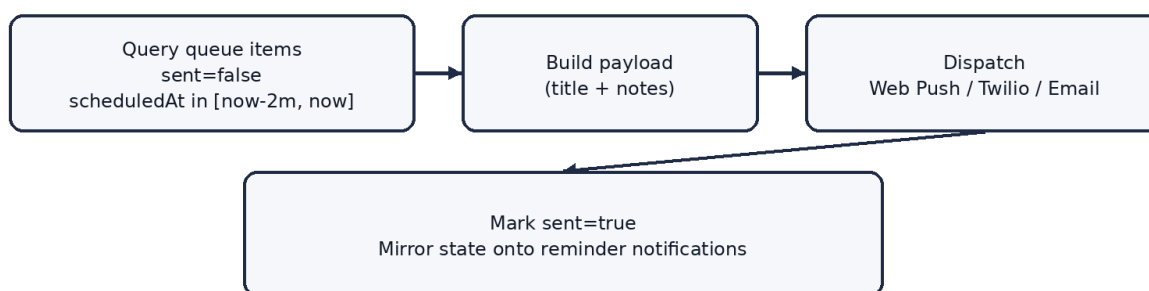 Query queue items
sent=false
scheduledAt in [now-2m, now]
Build payload
(title + notes)
Dispatch
Web Push / Twilio / Email
Mark sent=true
Mirror state onto reminder notifications